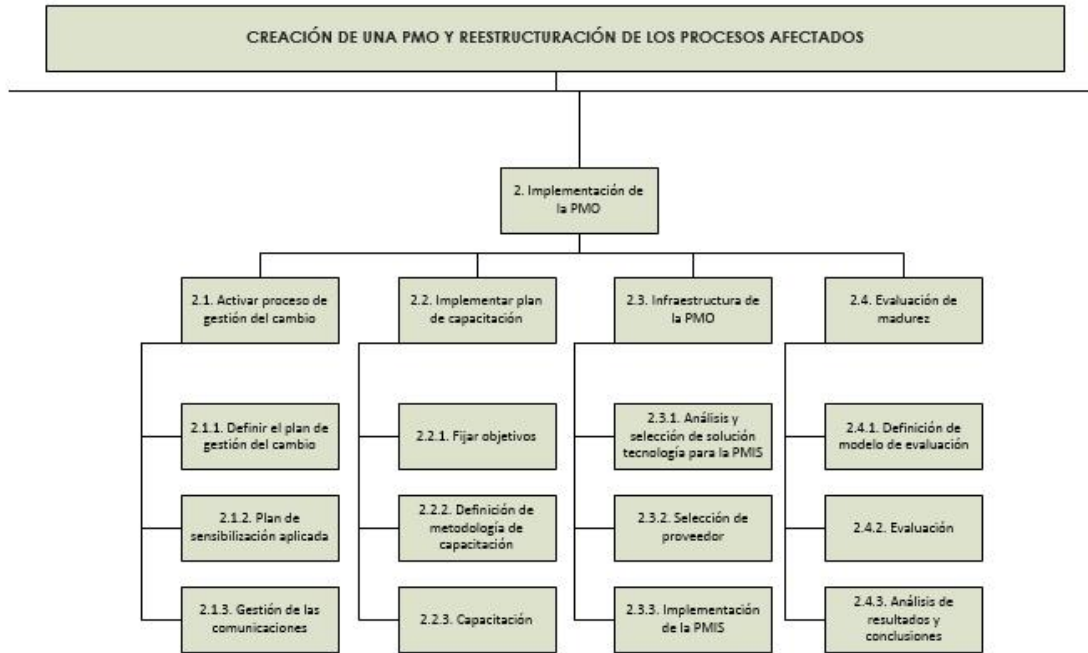 CREACIÓN DE UNA PMO Y REESTRUCTURACIÓN DE LOS PROCESOS AFECTADOS
2. Implementación de
la PMO
2.1. Activar proceso de
gestión del cambio
2.2. Implementar plan
de capacitación
2.3. Infraestructura de
la PMO
2.4. Evaluación de
madurez
2.1.1. Definir el plan de
gestión del cambio
2.2.1. Fijar objetivos
2.3.1. Análisis y
selección de solución
tecnología para la PMIS
2.4.1. Definición de
modelo de evaluación
2.1.2. Plan de
sensibilización aplicada
2.2.2. Definición de
metodología de
capacitación
2.3.2. Selección de
proveedor
2.4.2. Evaluación
2.1.3. Gestión de las
comunicaciones
2.2.3. Capacitación
2.3.3. Implementación
de la PMIS
2.4.3. Análisis de
resultados y
conclusiones